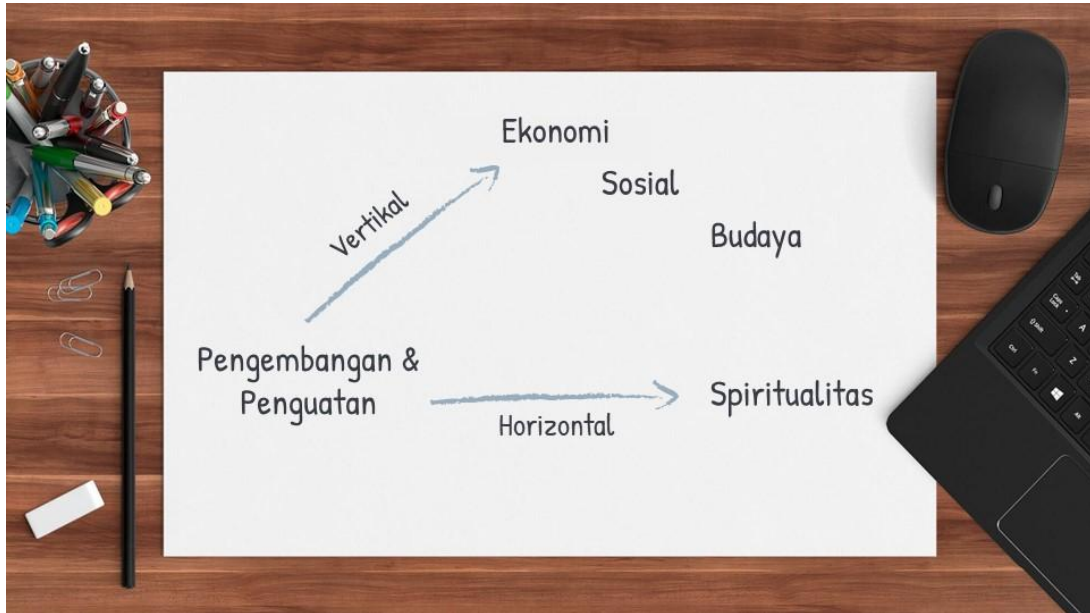 Ekonomi
Sosial
Vertikal
Budaya
Pengembangan &
Penguatan
Spiritualitas
Horizontal